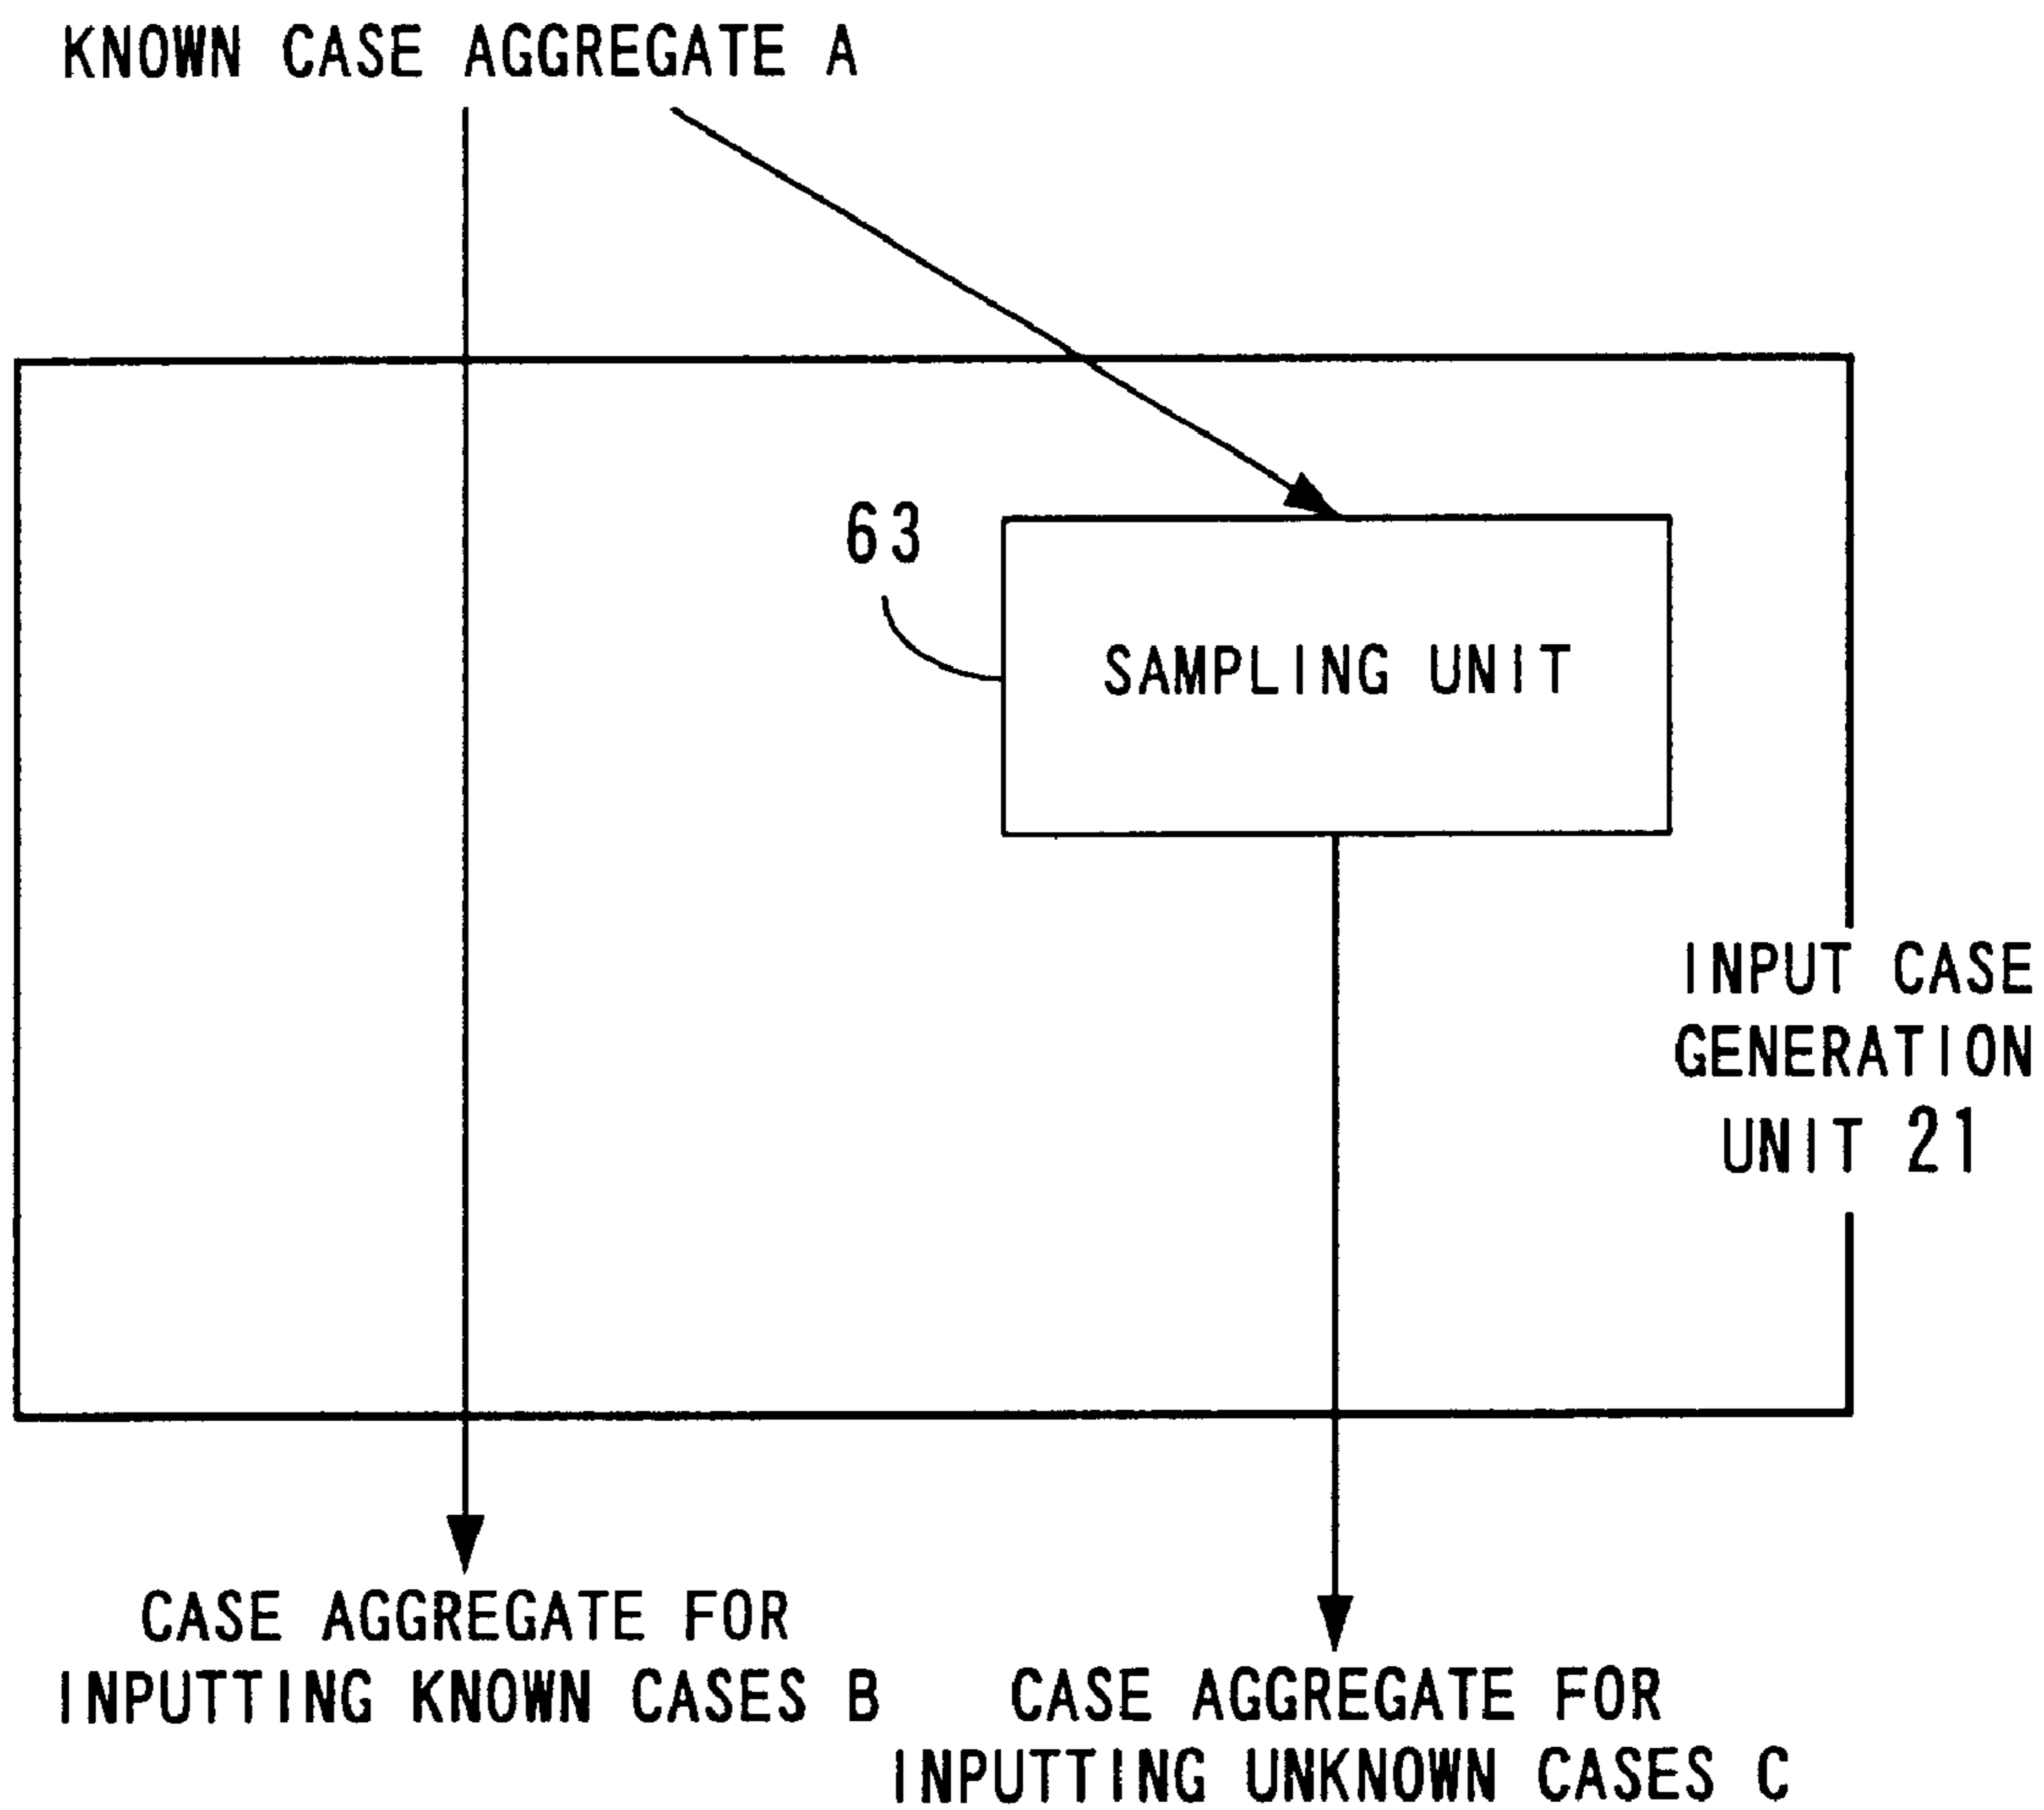 KNOWN CASE AGGREGATE A
63
SAMPLING UNIT
INPUT CASE
GENERATION
UNIT 21
CASE AGGREGATE FOR
INPUTTING KNOWN CASES B
CASE AGGREGATE FOR
INPUTTING UNKNOWN CASES C